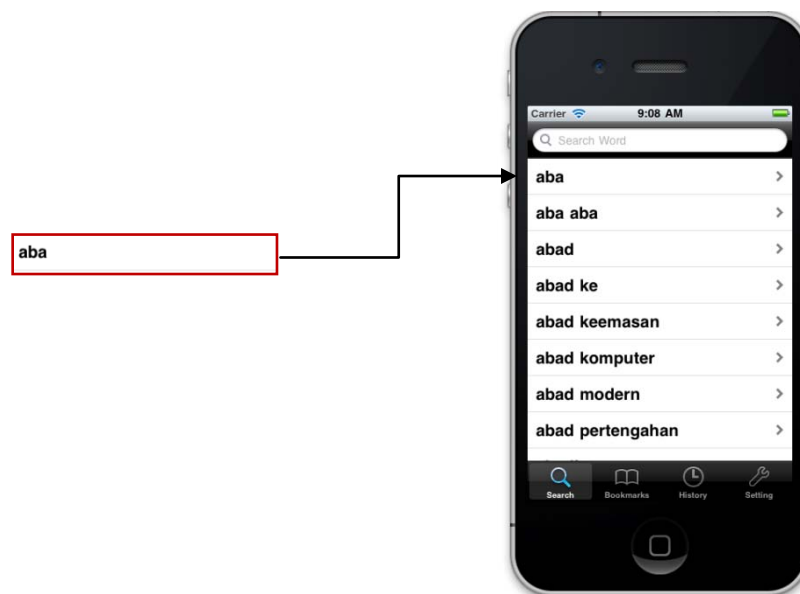 aba
Carrier 9:08 AM
Search Word
aba
aba aba
abad
abad ke
abad keemasan
abad komputer
abad modern
abad pertengahan
Search Bookmarks History Setting